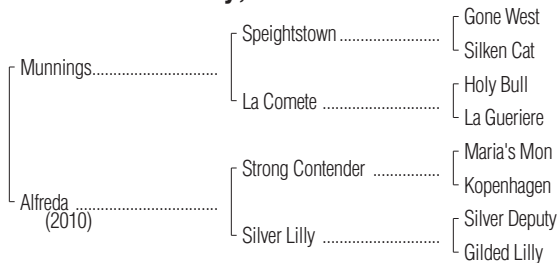 Gone West
Speightstown
Silken Cat
Munnings
Holy Bull
La Comete
La Gueriere
Maria's Mon
Strong Contender
Kopenhagen
Alfreda
(2010)
Silver Deputy
Silver Lilly
Gilded Lilly